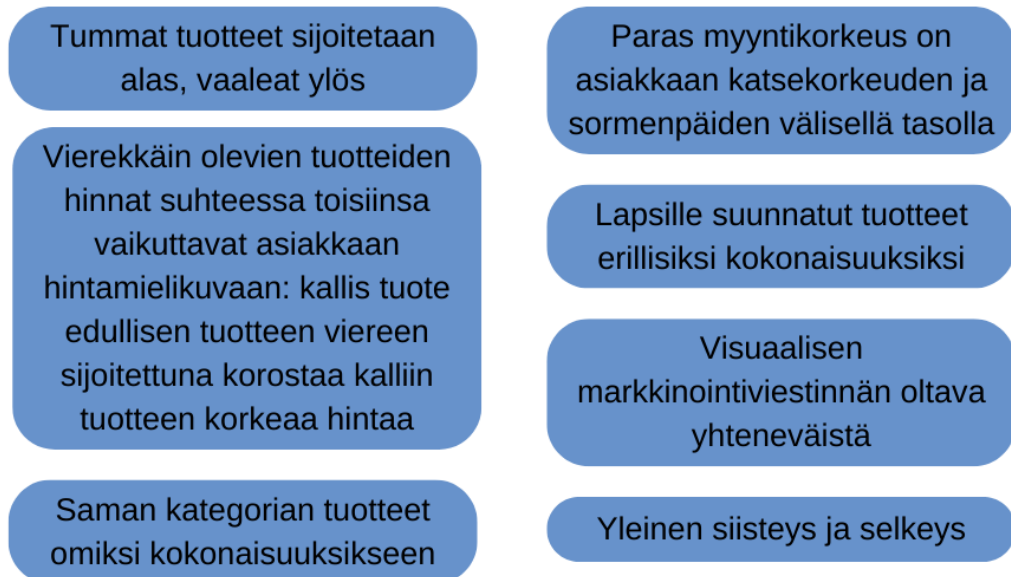 Tummat tuotteet sijoitetaan
alas, vaaleat ylös
Vierekkäin olevien tuotteiden
hinnat suhteessa toisiinsa
vaikuttavat asiakkaan
hintamielikuvaan: kallis tuote
edullisen tuotteen viereen
sijoitettuna korostaa kalliin
tuotteen korkeaa hintaa
Saman kategorian tuotteet
omiksi kokonaisuuksikseen
Paras myyntikorkeus on
asiakkaan katsekorkeuden ja
sormenpäiden välisellä tasolla
Lapsille suunnatut tuotteet
erillisiksi kokonaisuuksiksi
Visuaalisen
markkinointiviestinnän oltava
yhteneväistä
Yleinen siisteys ja selkeys